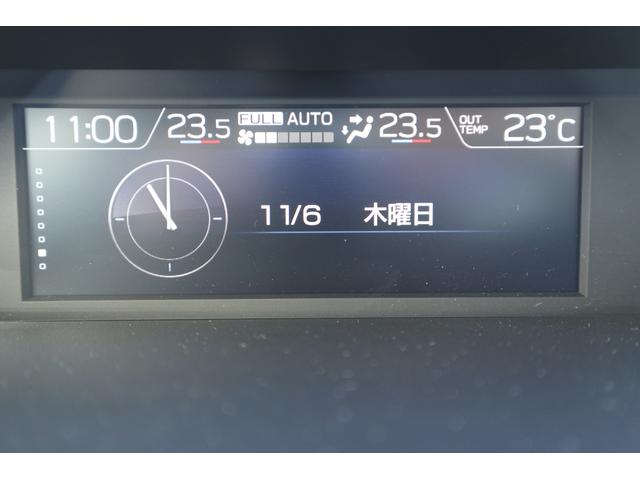 11:00 23.5 FULL AUTO 23.5 OUT TEMP 23°C
11/6 木曜日